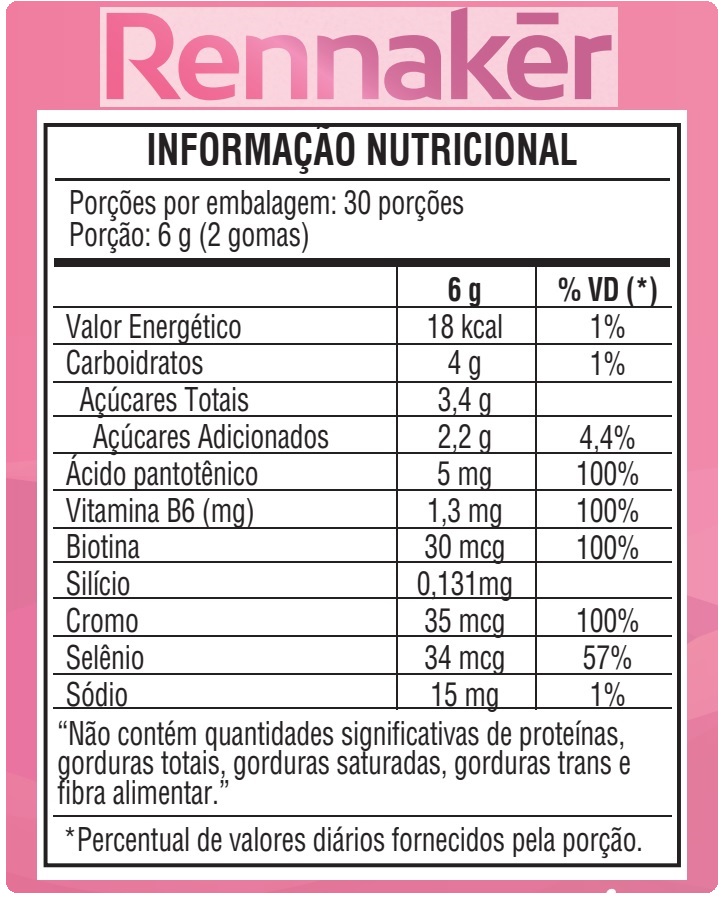 Rennakēr
INFORMAÇÃO NUTRICIONAL
Porções por embalagem: 30 porções
Porção: 6 g (2 gomas)
6 g % VD (*)
Valor Energético 18 kcal 1%
Carboidratos 4 g 1%
Açúcares Totais 3,4 g
Açúcares Adicionados 2,2 g 4,4%
Ácido pantotênico 5 mg 100%
Vitamina B6 (mg) 1,3 mg 100%
Biotina 30 mcg 100%
Silício 0,131mg
Cromo 35 mcg 100%
Selênio 34 mcg 57%
Sódio 15 mg 1%
“Não contém quantidades significativas de proteínas,
gorduras totais, gorduras saturadas, gorduras trans e
fibra alimentar.”
*Percentual de valores diários fornecidos pela porção.